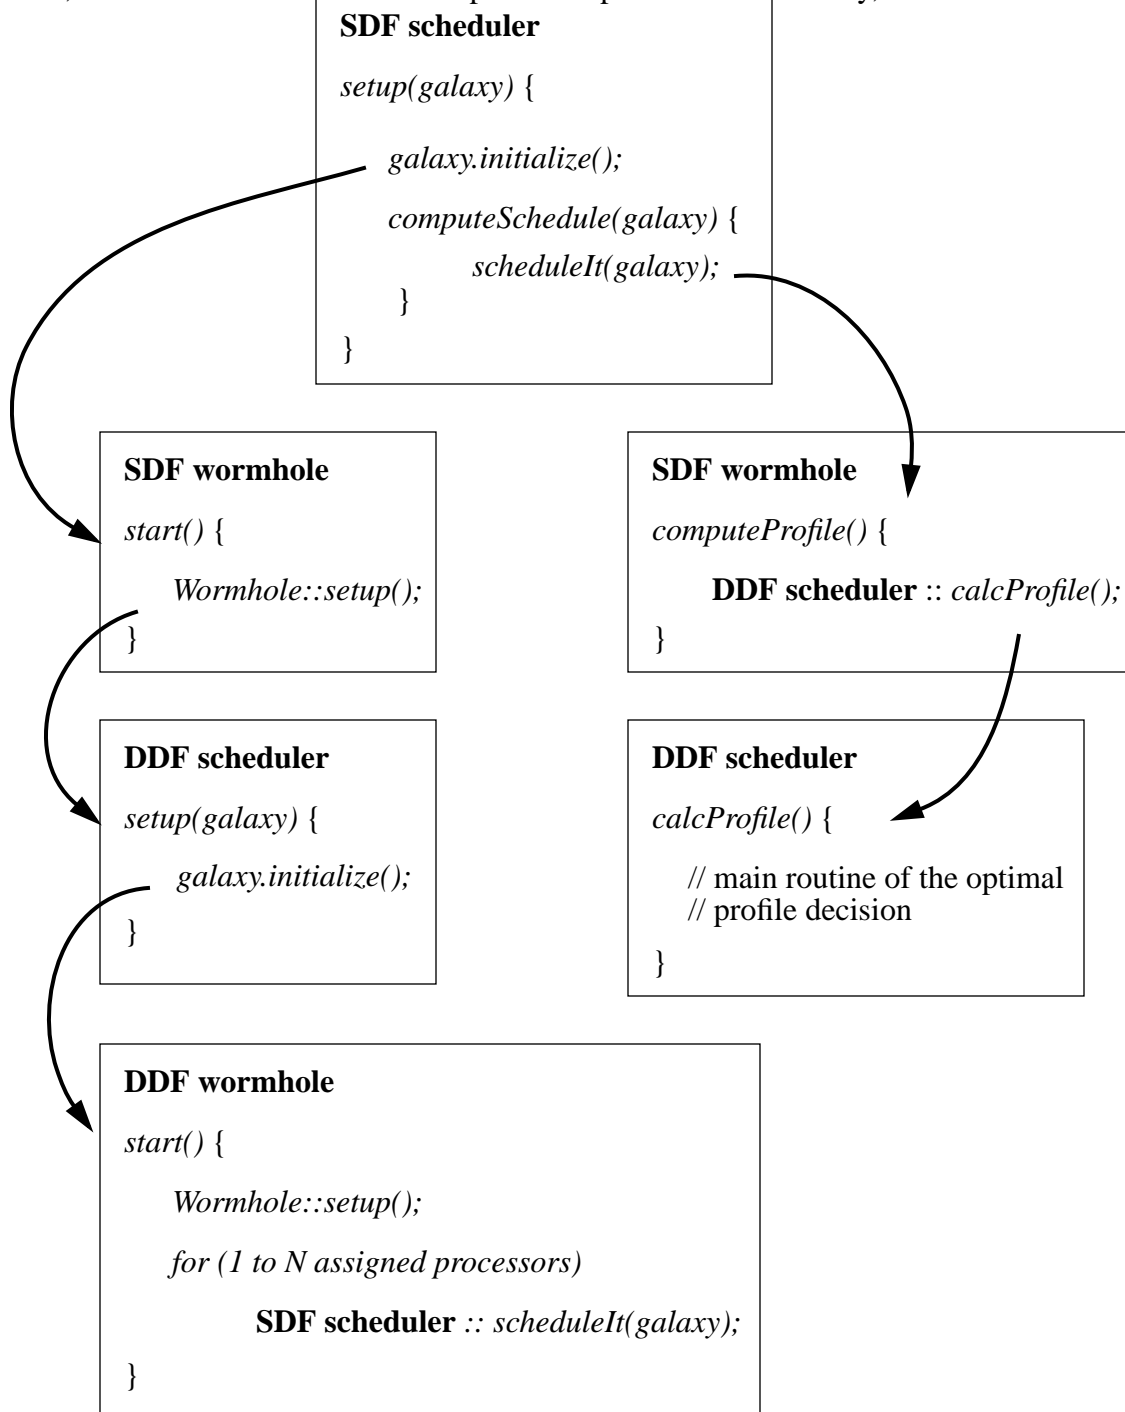 SDF scheduler
setup(galaxy) {
galaxy.initialize();
computeSchedule(galaxy) {
scheduleIt(galaxy);
}
}
SDF wormhole
start() {
Wormhole::setup();
}
SDF wormhole
computeProfile() {
DDF scheduler :: calcProfile();
}
DDF scheduler
setup(galaxy) {
galaxy.initialize();
}
DDF scheduler
calcProfile() {
// main routine of the optimal
// profile decision
}
DDF wormhole
start() {
Wormhole::setup();
for (1 to N assigned processors)
SDF scheduler :: scheduleIt(galaxy);
}